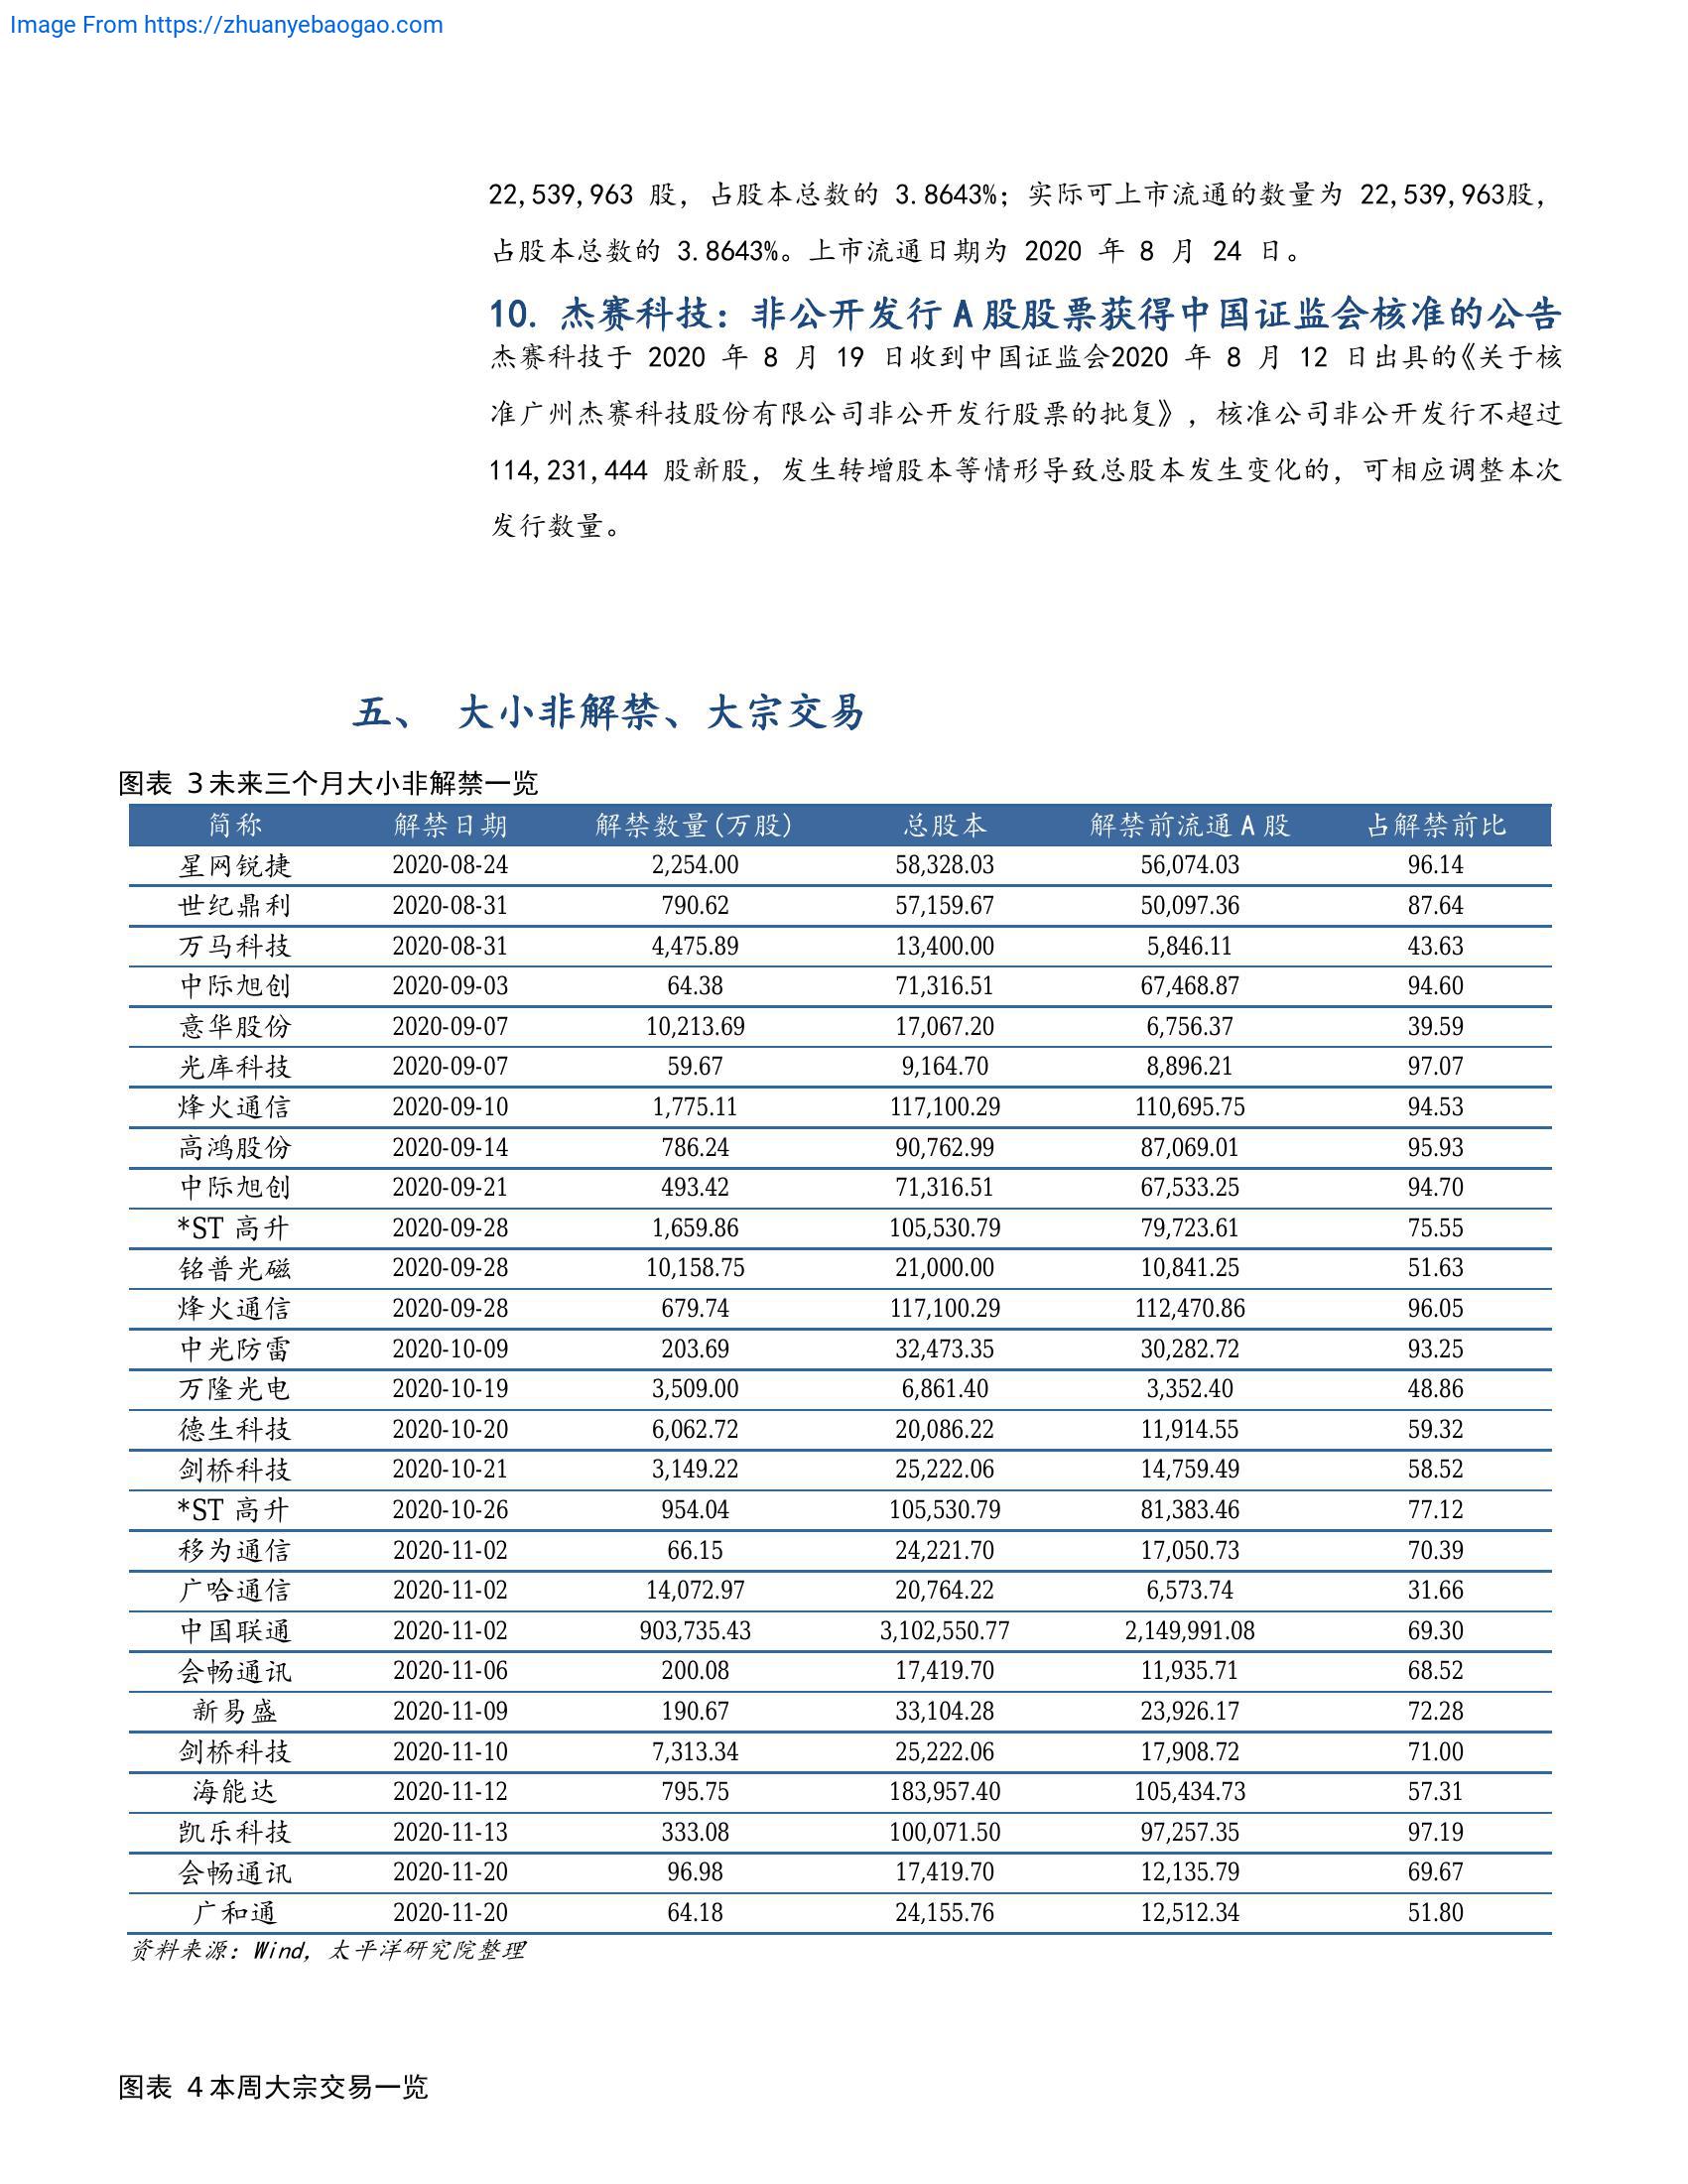 Image From https://zhuanyebaogao.com
22,539,963 股，占股本总数的 3.8643%；实际可上市流通的数量为 22,539,963股，
占股本总数的 3.8643%。上市流通日期为 2020 年 8 月 24 日。
10. 杰赛科技：非公开发行 A 股股票获得中国证监会核准的公告
杰赛科技于 2020 年 8 月 19 日收到中国证监会2020 年 8 月 12 日出具的《关于核
准广州杰赛科技股份有限公司非公开发行股票的批复》，核准公司非公开发行不超过
114,231,444 股新股，发生转增股本等情形导致总股本发生变化的，可相应调整本次
发行数量。
五、 大小非解禁、大宗交易
图表 3未来三个月大小非解禁一览
简称 解禁日期 解禁数量(万股) 总股本 解禁前流通 A 股 占解禁前比
星网锐捷 2020-08-24 2,254.00 58,328.03 56,074.03 96.14
世纪鼎利 2020-08-31 790.62 57,159.67 50,097.36 87.64
万马科技 2020-08-31 4,475.89 13,400.00 5,846.11 43.63
中际旭创 2020-09-03 64.38 71,316.51 67,468.87 94.60
意华股份 2020-09-07 10,213.69 17,067.20 6,756.37 39.59
光库科技 2020-09-07 59.67 9,164.70 8,896.21 97.07
烽火通信 2020-09-10 1,775.11 117,100.29 110,695.75 94.53
高鸿股份 2020-09-14 786.24 90,762.99 87,069.01 95.93
中际旭创 2020-09-21 493.42 71,316.51 67,533.25 94.70
*ST 高升 2020-09-28 1,659.86 105,530.79 79,723.61 75.55
铭普光磁 2020-09-28 10,158.75 21,000.00 10,841.25 51.63
烽火通信 2020-09-28 679.74 117,100.29 112,470.86 96.05
中光防雷 2020-10-09 203.69 32,473.35 30,282.72 93.25
万隆光电 2020-10-19 3,509.00 6,861.40 3,352.40 48.86
德生科技 2020-10-20 6,062.72 20,086.22 11,914.55 59.32
剑桥科技 2020-10-21 3,149.22 25,222.06 14,759.49 58.52
*ST 高升 2020-10-26 954.04 105,530.79 81,383.46 77.12
移为通信 2020-11-02 66.15 24,221.70 17,050.73 70.39
广哈通信 2020-11-02 14,072.97 20,764.22 6,573.74 31.66
中国联通 2020-11-02 903,735.43 3,102,550.77 2,149,991.08 69.30
会畅通讯 2020-11-06 200.08 17,419.70 11,935.71 68.52
新易盛 2020-11-09 190.67 33,104.28 23,926.17 72.28
剑桥科技 2020-11-10 7,313.34 25,222.06 17,908.72 71.00
海能达 2020-11-12 795.75 183,957.40 105,434.73 57.31
凯乐科技 2020-11-13 333.08 100,071.50 97,257.35 97.19
会畅通讯 2020-11-20 96.98 17,419.70 12,135.79 69.67
广和通 2020-11-20 64.18 24,155.76 12,512.34 51.80
资料来源：Wind，太平洋研究院整理
图表 4本周大宗交易一览